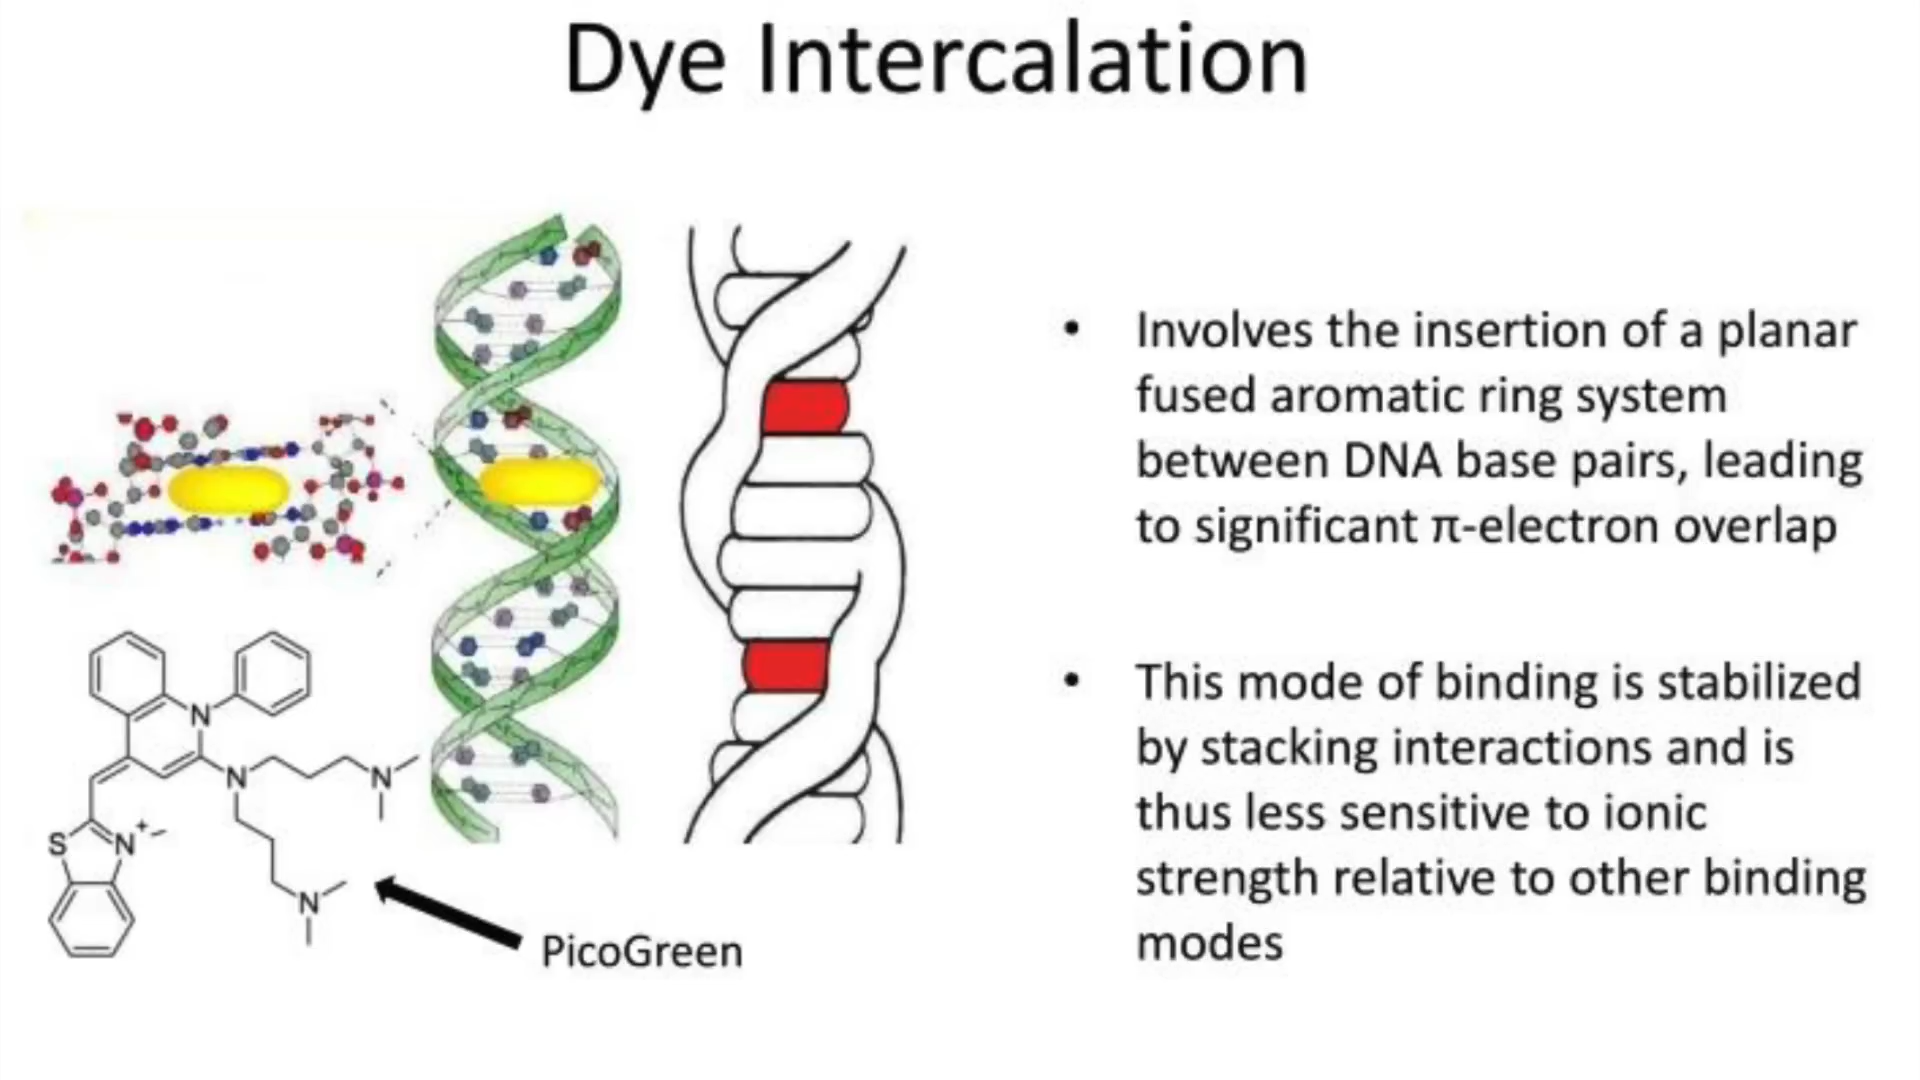 Dye Intercalation
• Involves the insertion of a planar
fused aromatic ring system
between DNA base pairs, leading
to significant π-electron overlap
• This mode of binding is stabilized
by stacking interactions and is
thus less sensitive to ionic
strength relative to other binding
modes
N
N
N
S
N+
N
PicoGreen